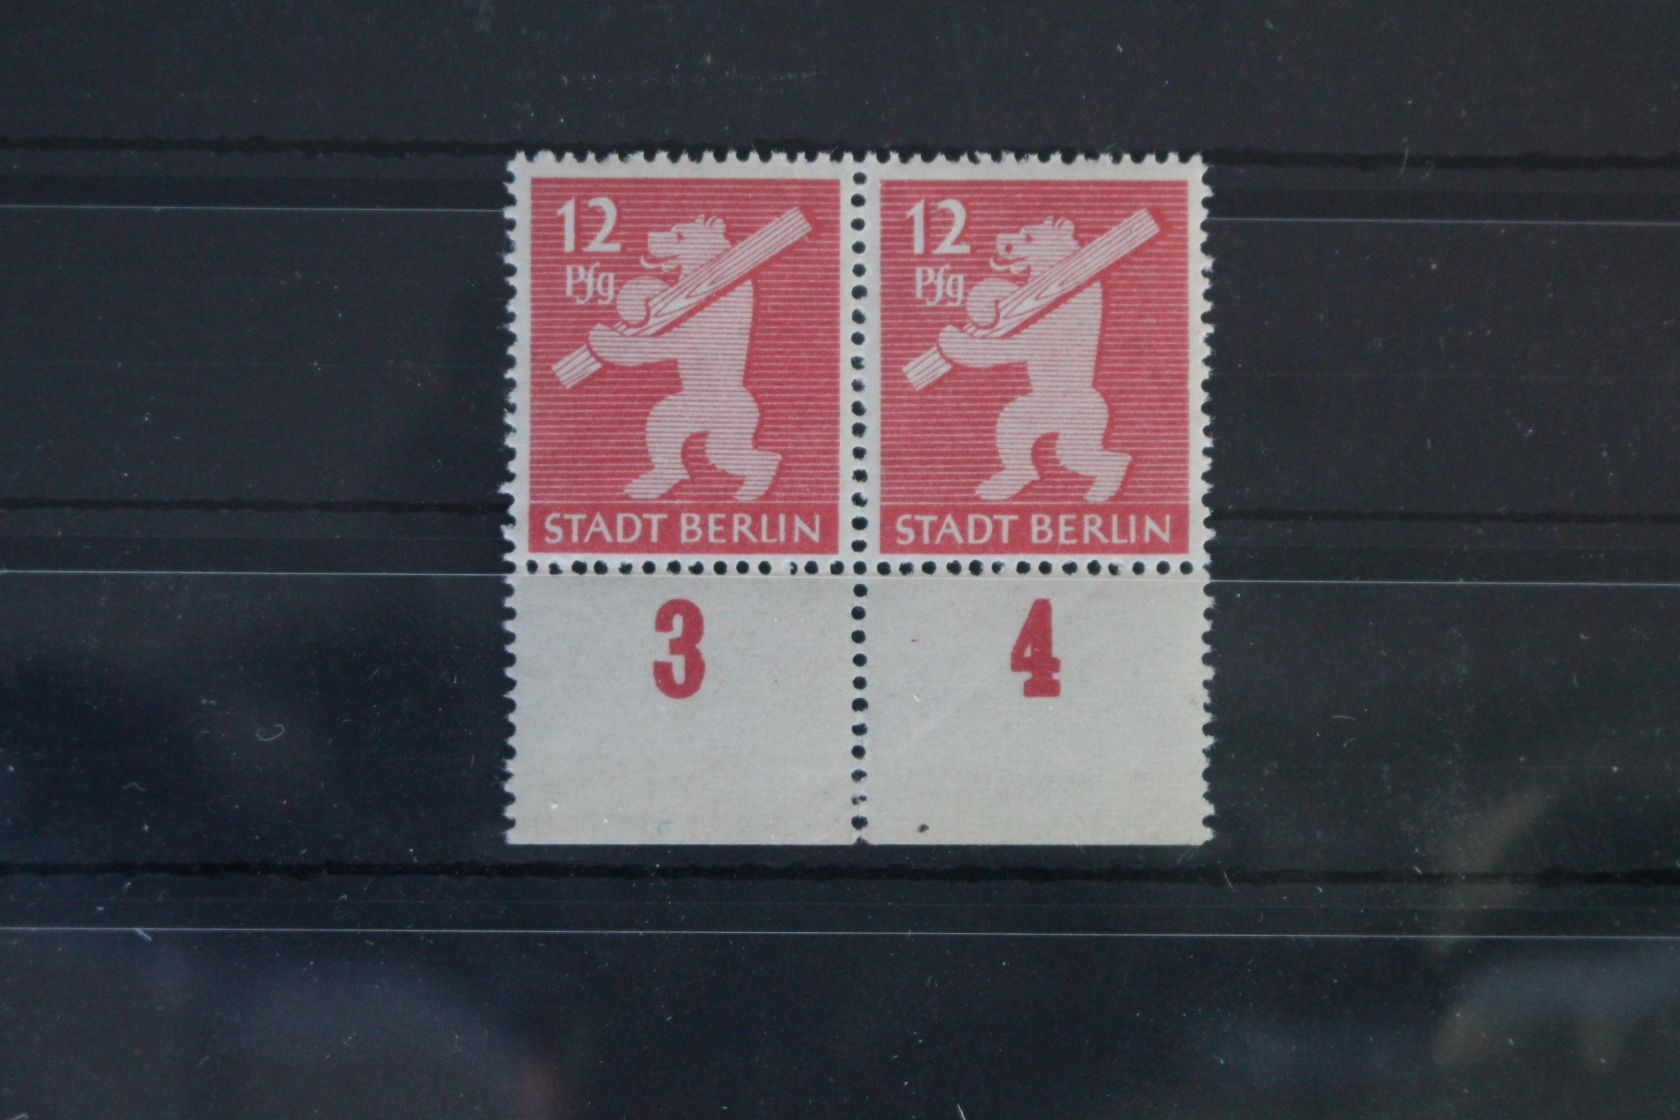 12 12
Pfg Pfg
STADT BERLIN STADT BERLIN
3 4